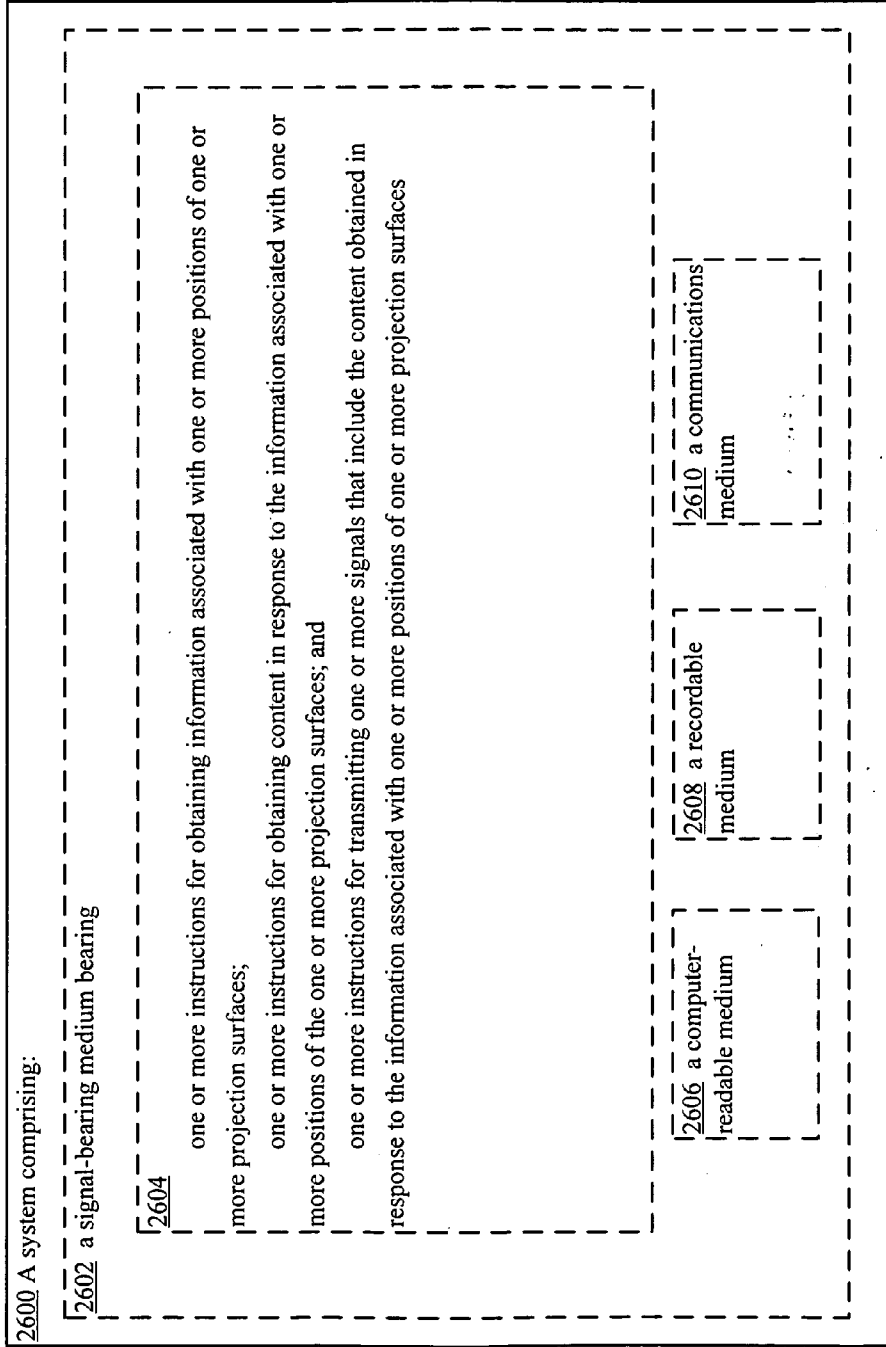 2600 A system comprising:
2602 a signal-bearing medium bearing
2604
one or more instructions for obtaining information associated with one or more positions of one or
more projection surfaces;
one or more instructions for obtaining content in response to the information associated with one or
more positions of the one or more projection surfaces; and
one or more instructions for transmitting one or more signals that include the content obtained in
response to the information associated with one or more positions of one or more projection surfaces
2606 a computer-
readable medium
2608 a recordable
medium
2610 a communications
medium